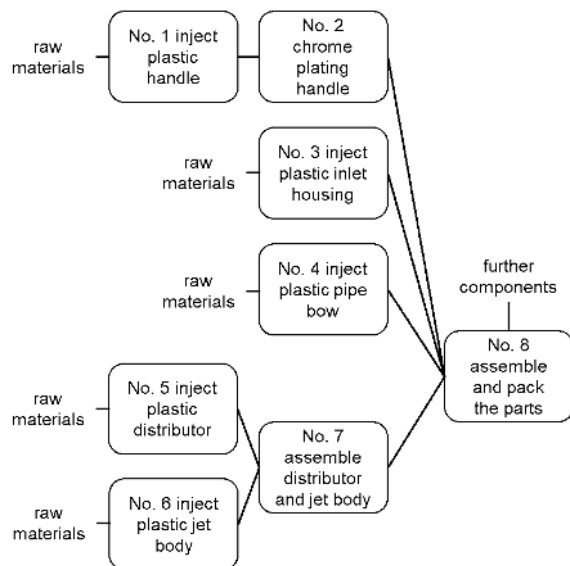 raw
materials
No. 1 inject
plastic
handle
No. 2
chrome
plating
handle
raw
materials
No. 3 inject
plastic inlet
housing
raw
materials
No. 4 inject
plastic pipe
bow
further
components
No. 8
assemble
and pack
the parts
raw
materials
No. 5 inject
plastic
distributor
No. 7
assemble
distributor
and jet body
raw
materials
No. 6 inject
plastic jet
body